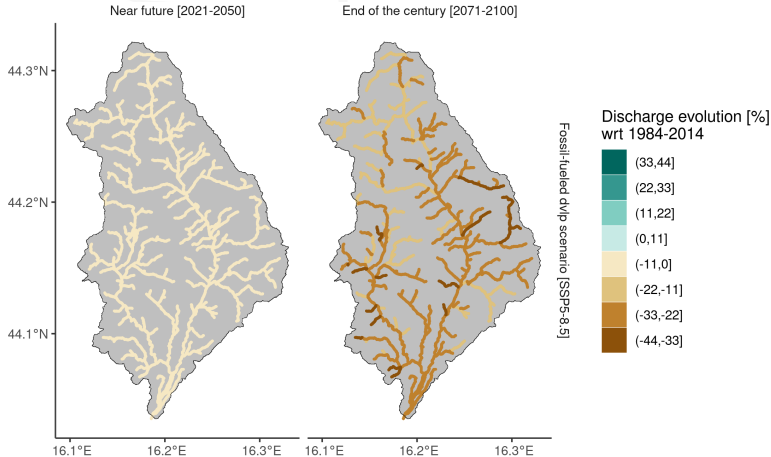 Near future [2021-2050]
End of the century [2071-2100]
44.3°N
44.2°N
44.1°N
16.1°E
16.2°E
16.3°E
16.1°E
16.2°E
16.3°E
Fossil-fueled dvlp scenario [SSP5-8.5]
Discharge evolution [%]
wrt 1984-2014
(33,44]
(22,33]
(11,22]
(0,11]
(-11,0]
(-22,-11]
(-33,-22]
(-44,-33]